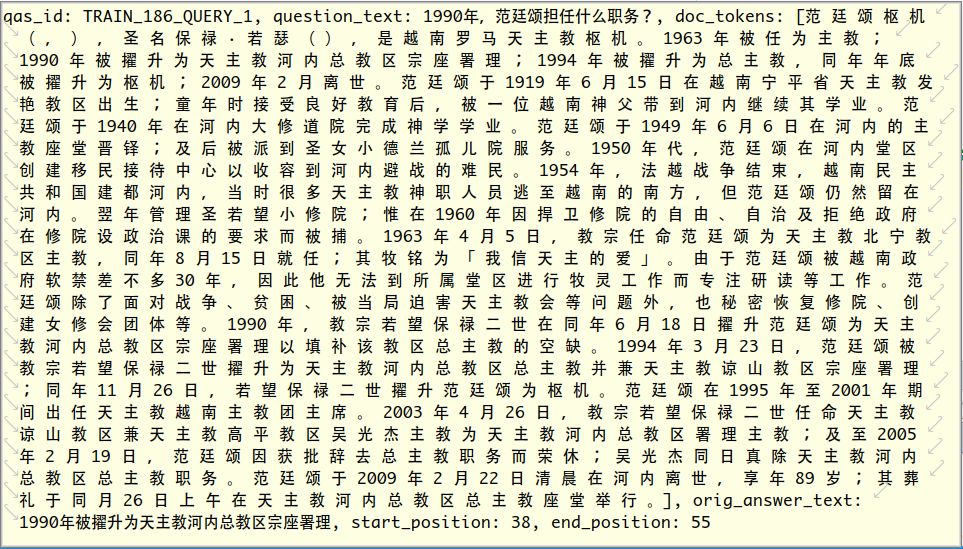 qas_id: TRAIN_186_QUERY_1, question_text: 1990年，范廷颂担任什么职务？, doc_tokens: [范 廷 颂 枢 机
（ , ） , 圣 名 保 禄 · 若 瑟 （ ） , 是 越 南 罗 马 天 主 教 枢 机 。 1963 年 被 任 为 主 教 ；
1990 年 被 擢 升 为 天 主 教 河 内 总 教 区 宗 座 署 理 ； 1994 年 被 擢 升 为 总 主 教 , 同 年 年 底
被 擢 升 为 枢 机 ； 2009 年 2 月 离 世 。 范 廷 颂 于 1919 年 6 月 15 日 在 越 南 宁 平 省 天 主 教 发
艳 教 区 出 生 ； 童 年 时 接 受 良 好 教 育 后 , 被 一 位 越 南 神 父 带 到 河 内 继 续 其 学 业 。 范
廷 颂 于 1940 年 在 河 内 大 修 道 院 完 成 神 学 学 业 。 范 廷 颂 于 1949 年 6 月 6 日 在 河 内 的 主
教 座 堂 晋 铎 ； 及 后 被 派 到 圣 女 小 德 兰 孤 儿 院 服 务 。 1950 年 代 , 范 廷 颂 在 河 内 堂 区
创 建 移 民 接 待 中 心 以 收 容 到 河 内 避 战 的 难 民 。 1954 年 , 法 越 战 争 结 束 , 越 南 民 主
共 和 国 建 都 河 内 , 当 时 很 多 天 主 教 神 职 人 员 逃 至 越 南 的 南 方 , 但 范 廷 颂 仍 然 留 在
河 内 。 翌 年 管 理 圣 若 望 小 修 院 ； 惟 在 1960 年 因 捍 卫 修 院 的 自 由 、 自 治 及 拒 绝 政 府
在 修 院 设 政 治 课 的 要 求 而 被 捕 。 1963 年 4 月 5 日 , 教 宗 任 命 范 廷 颂 为 天 主 教 北 宁 教
区 主 教 , 同 年 8 月 15 日 就 任 ； 其 牧 铭 为 「 我 信 天 主 的 爱 」 。 由 于 范 廷 颂 被 越 南 政
府 软 禁 差 不 多 30 年 , 因 此 他 无 法 到 所 属 堂 区 进 行 牧 灵 工 作 而 专 注 研 读 等 工 作 。 范
廷 颂 除 了 面 对 战 争 、 贫 困 、 被 当 局 迫 害 天 主 教 会 等 问 题 外 , 也 秘 密 恢 复 修 院 、 创
建 女 修 会 团 体 等 。 1990 年 , 教 宗 若 望 保 禄 二 世 在 同 年 6 月 18 日 擢 升 范 廷 颂 为 天 主
教 河 内 总 教 区 宗 座 署 理 以 填 补 该 教 区 总 主 教 的 空 缺 。 1994 年 3 月 23 日 , 范 廷 颂 被
教 宗 若 望 保 禄 二 世 擢 升 为 天 主 教 河 内 总 教 区 总 主 教 并 兼 天 主 教 谅 山 教 区 宗 座 署 理
； 同 年 11 月 26 日 , 若 望 保 禄 二 世 擢 升 范 廷 颂 为 枢 机 。 范 廷 颂 在 1995 年 至 2001 年 期
间 出 任 天 主 教 越 南 主 教 团 主 席 。 2003 年 4 月 26 日 , 教 宗 若 望 保 禄 二 世 任 命 天 主 教
谅 山 教 区 兼 天 主 教 高 平 教 区 吴 光 杰 主 教 为 天 主 教 河 内 总 教 区 署 理 主 教 ； 及 至 2005
年 2 月 19 日 , 范 廷 颂 因 获 批 辞 去 总 主 教 职 务 而 荣 休 ； 吴 光 杰 同 日 真 除 天 主 教 河 内
总 教 区 总 主 教 职 务 。 范 廷 颂 于 2009 年 2 月 22 日 清 晨 在 河 内 离 世 , 享 年 89 岁 ； 其 葬
礼 于 同 月 26 日 上 午 在 天 主 教 河 内 总 教 区 总 主 教 座 堂 举 行 。], orig_answer_text:
1990年被擢升为天主教河内总教区宗座署理, start_position: 38, end_position: 55